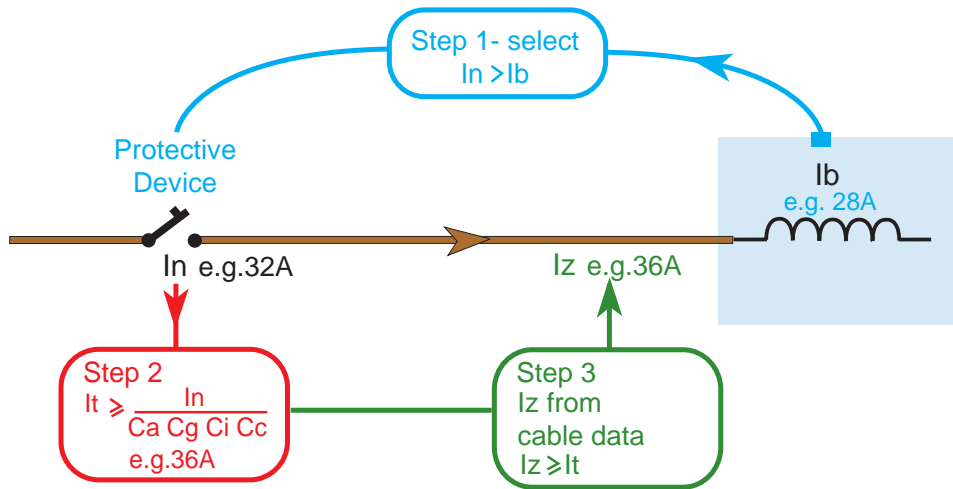 Step 1- select
In >Ib
Protective
Device
Ib
e.g. 28A
In e.g.32A
Iz e.g.36A
Step 2
It ⩾ In
Ca Cg Ci Cc
e.g.36A
Step 3
Iz from
cable data
Iz⩾It